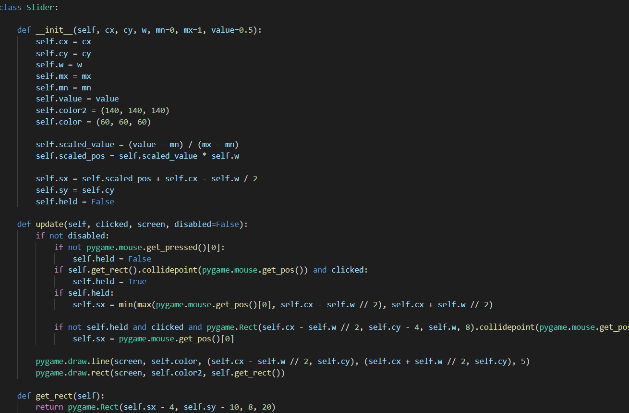 class Slider:
def __init__(self, cx, cy, w, mn=0, mx=1, value=0.5):
self.cx = cx
self.cy = cy
self.w = w
self.mx = mx
self.mn = mn
self.value = value
self.color2 = (140, 140, 140)
self.color = (60, 60, 60)
self.scaled_value = (value - mn) / (mx - mn)
self.scaled_pos = self.scaled_value * self.w
self.sx = self.scaled_pos + self.cx - self.w / 2
self.sy = self.cy
self.held = False
def update(self, clicked, screen, disabled=False):
if not disabled:
if not pygame.mouse.get_pressed()[0]:
self.held = False
if self.get_rect().collidepoint(pygame.mouse.get_pos()) and clicked:
self.held = True
if self.held:
self.sx = min(max(pygame.mouse.get_pos()[0], self.cx - self.w // 2), self.cx + self.w // 2)
if not self.held and clicked and pygame.Rect(self.cx - self.w // 2, self.cy - 4, self.w, 8).collidepoint(pygame.mouse.get_pos
self.sx = pygame.mouse.get_pos()[0]
pygame.draw.line(screen, self.color, (self.cx - self.w // 2, self.cy), (self.cx + self.w // 2, self.cy), 5)
pygame.draw.rect(screen, self.color2, self.get_rect())
def get_rect(self):
return pygame.Rect(self.sx - 4, self.sy - 10, 8, 20)